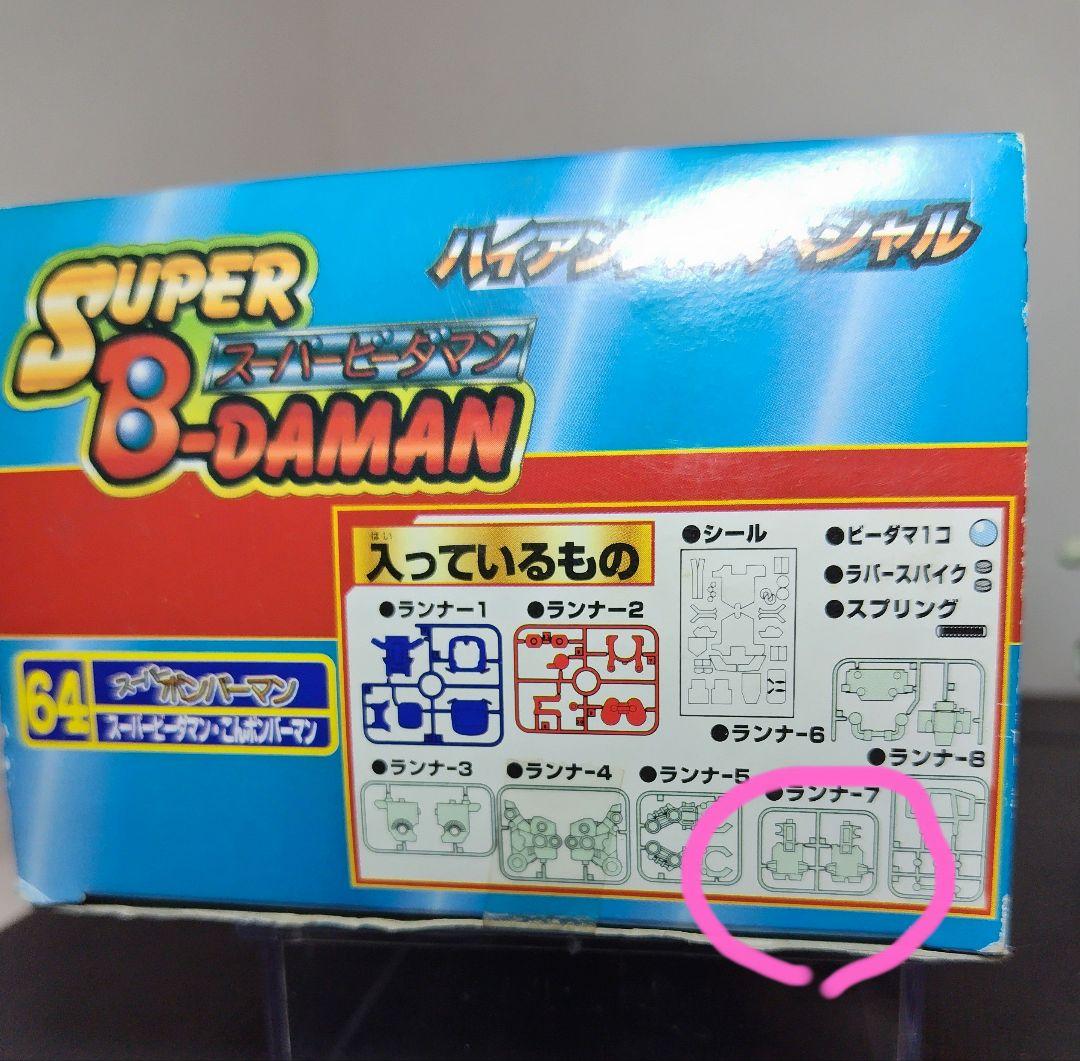 SUPER
スーパービーダマン
B-DAMAN
はい
入っているもの
●シール
●ビーダマ1コ
●ラバースパイク
●スプリング
●ランナー1
●ランナー2
●ランナー6
●ランナー3
●ランナー4
●ランナー5
●ランナー7
●ランナー8
64
スーパーボンバーマン
スーパービーダマン・こんボンバーマン